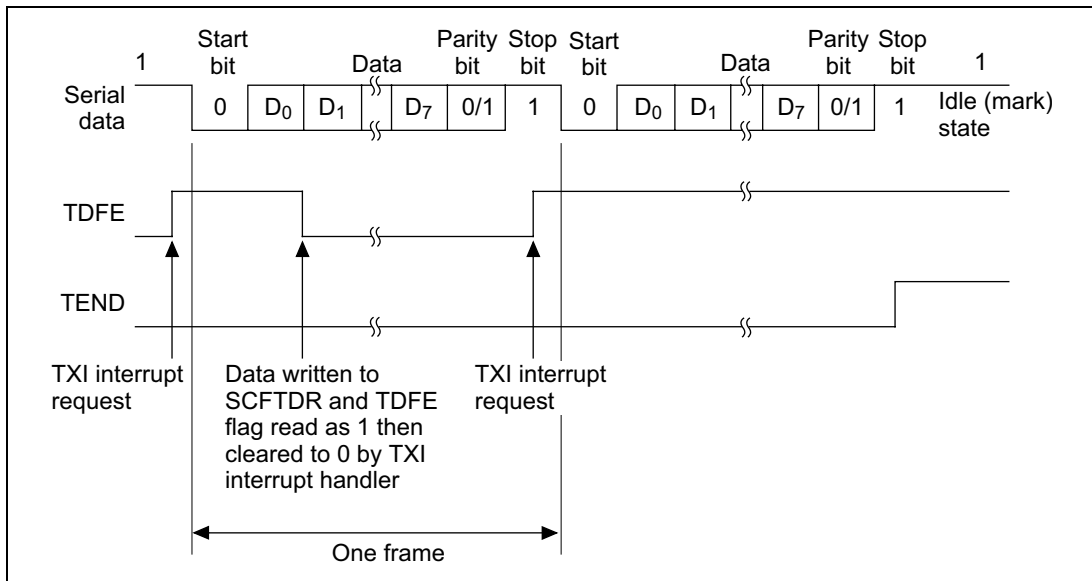 Start bit
Parity bit
Stop bit
Start bit
Parity bit
Stop bit
1
Data
Data
1
Serial data
0
D0
D1
D7
0/1
1
0
D0
D1
D7
0/1
1
Idle (mark) state
TDFE
TEND
TXI interrupt request
Data written to
SCFTDR and TDFE
flag read as 1 then
cleared to 0 by TXI
interrupt handler
TXI interrupt request
One frame